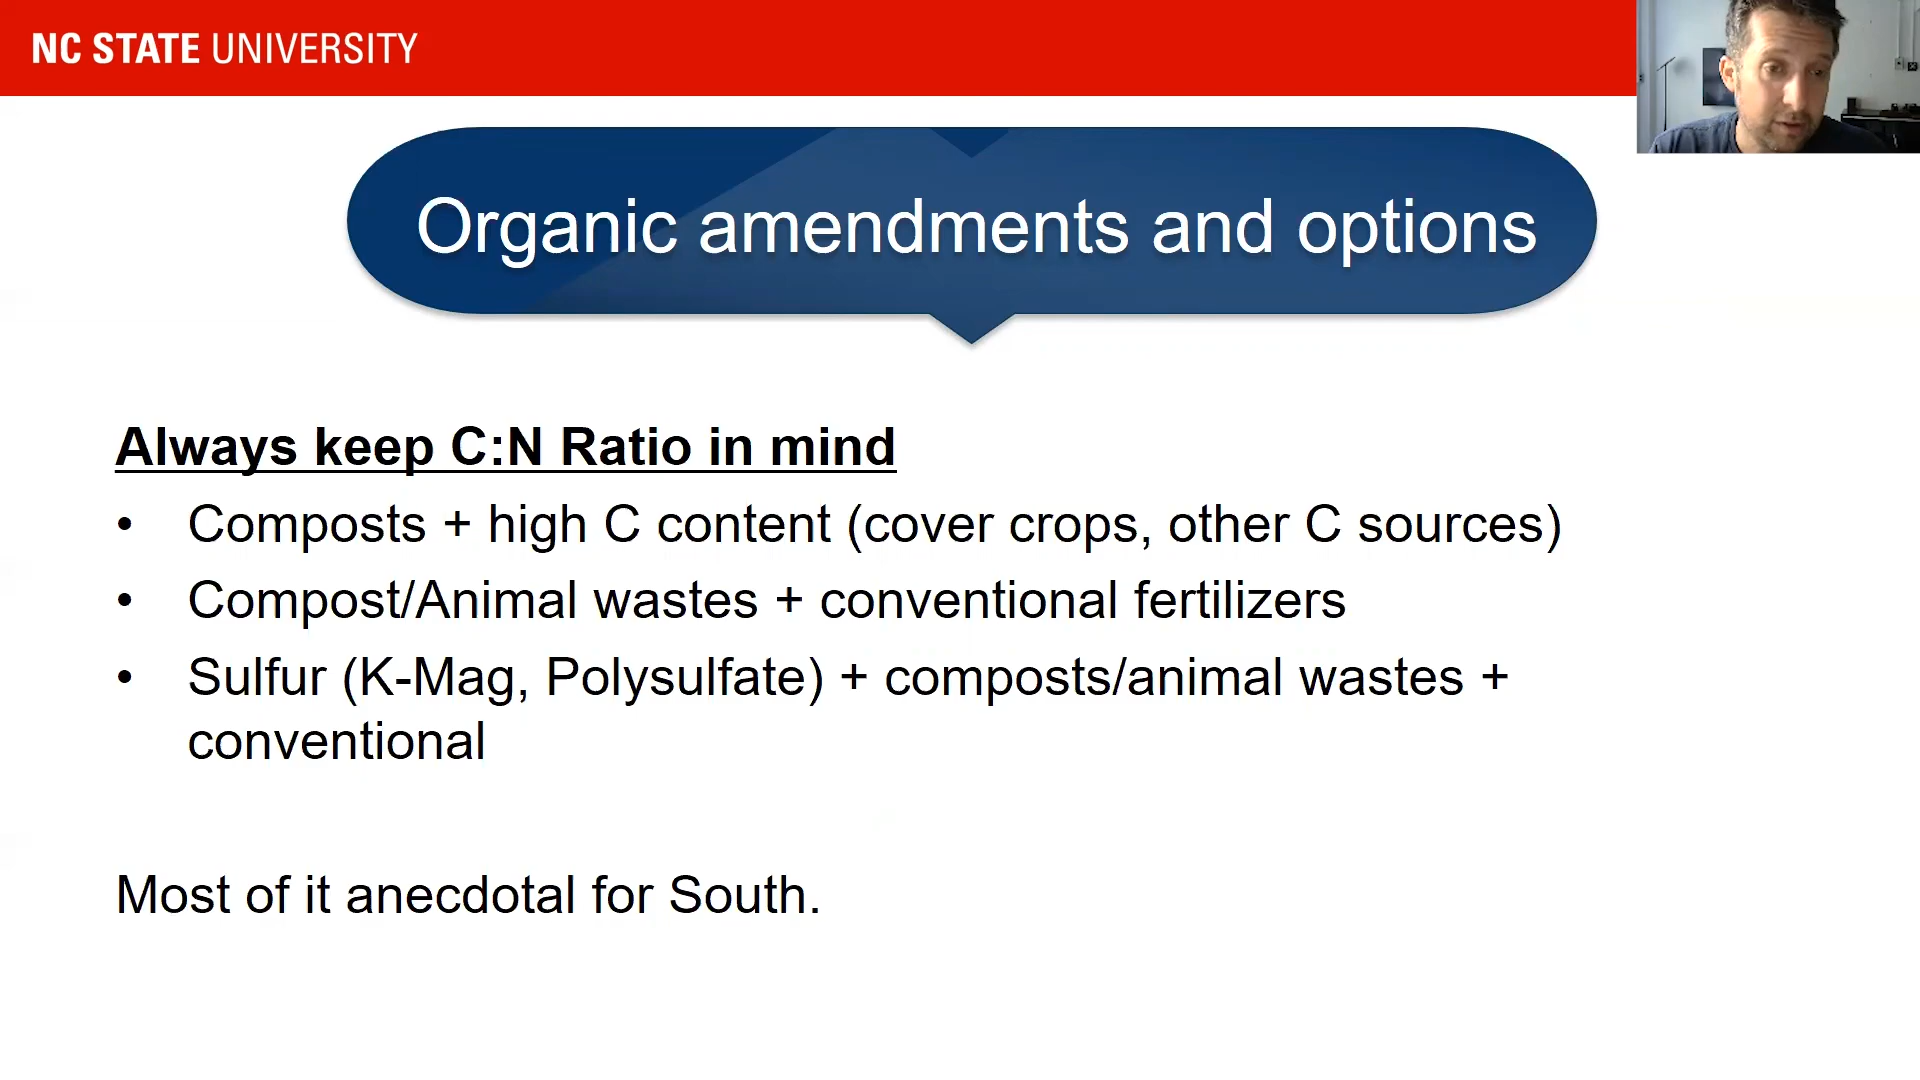 NC STATE UNIVERSITY
Organic amendments and options
Always keep C:N Ratio in mind
• Composts + high C content (cover crops, other C sources)
• Compost/Animal wastes + conventional fertilizers
• Sulfur (K-Mag, Polysulfate) + composts/animal wastes +
conventional
Most of it anecdotal for South.